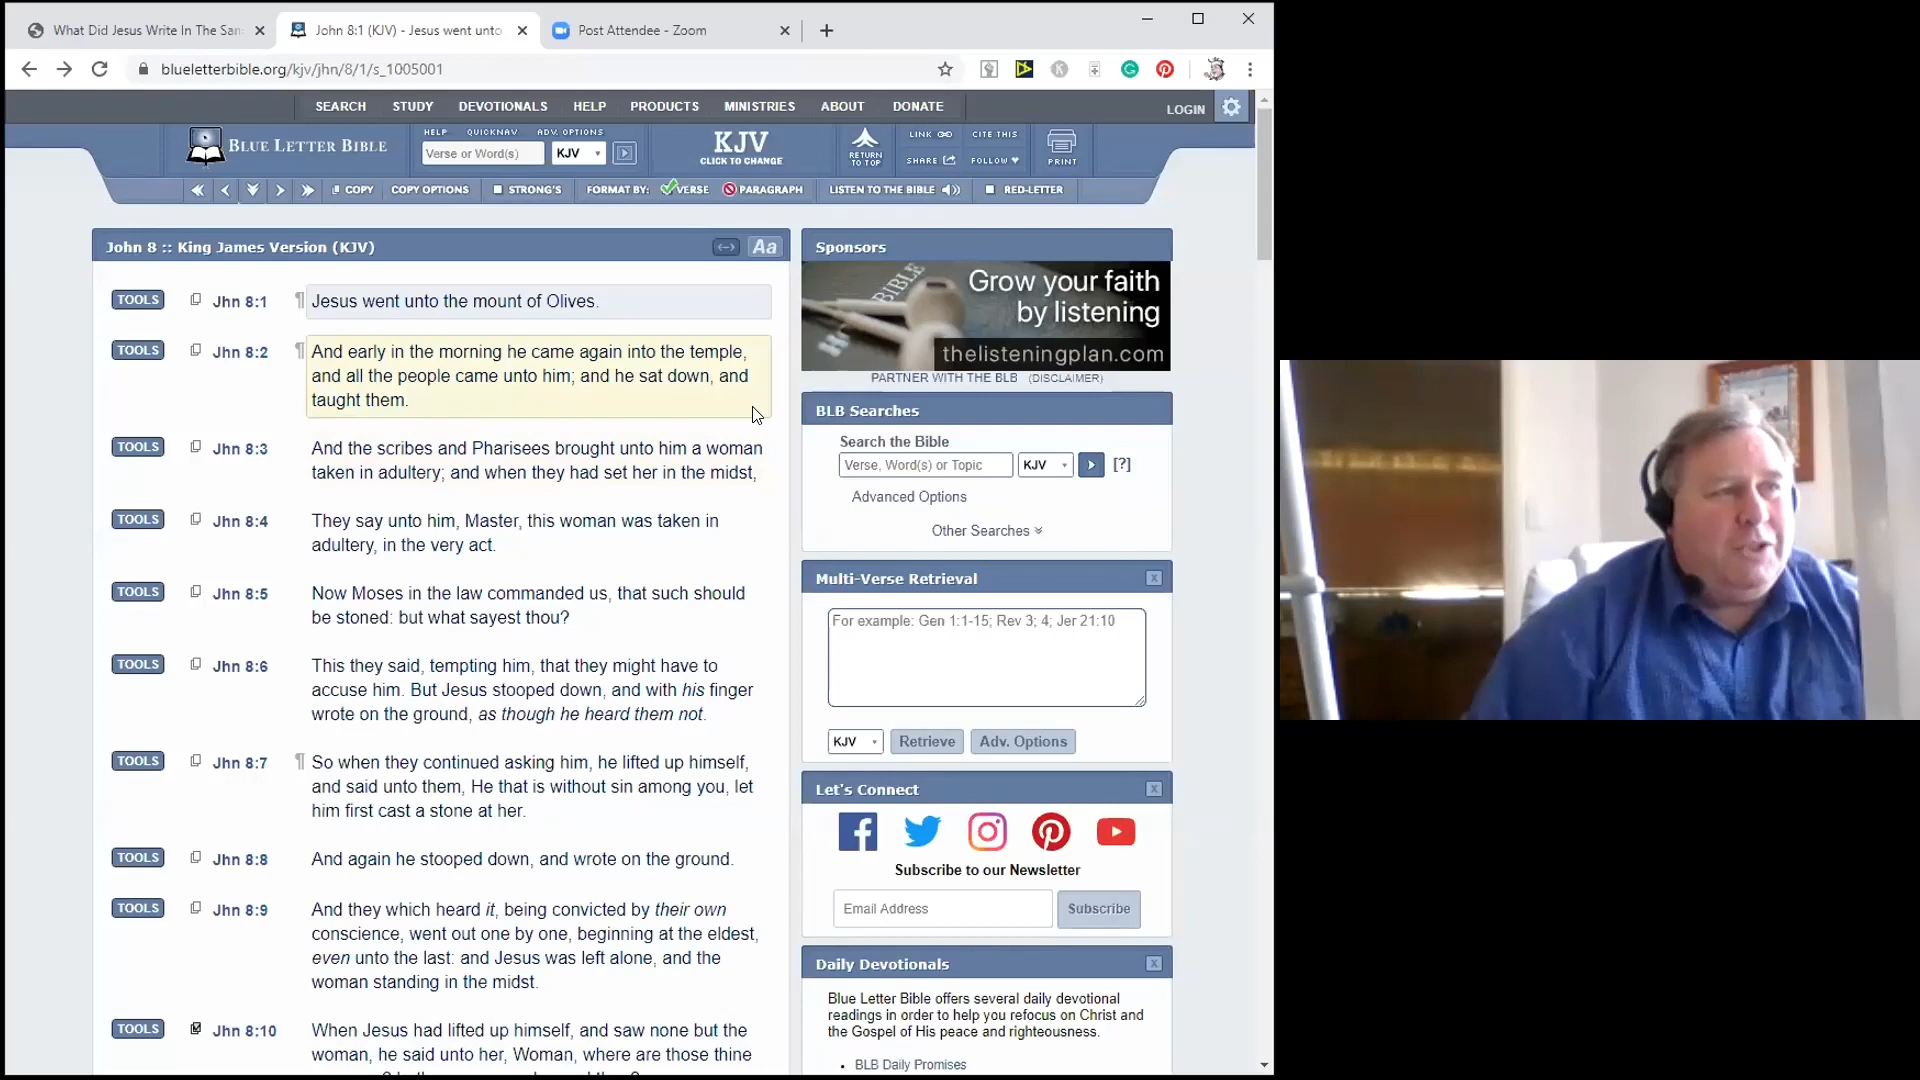 What Did Jesus Write In The San
John 8:1 (KJV) - Jesus went unto
Post Attendee - Zoom
blueletterbible.org/kjv/jhn/8/1/s_1005001
SEARCH STUDY DEVOTIONALS HELP PRODUCTS MINISTRIES ABOUT DONATE
LOGIN
BLUE LETTER BIBLE
HELP QUICKNAV ADV. OPTIONS
Verse or Word(s) KJV
KJV
CLICK TO CHANGE
RETURN
TO TOP
LINK CITE THIS
SHARE FOLLOW
PRINT
COPY COPY OPTIONS STRONG'S FORMAT BY: VERSE PARAGRAPH LISTEN TO THE BIBLE RED-LETTER
John 8 :: King James Version (KJV)
Aa
TOOLS Jhn 8:1 ¶ Jesus went unto the mount of Olives.
TOOLS Jhn 8:2 ¶ And early in the morning he came again into the temple,
and all the people came unto him; and he sat down, and
taught them.
TOOLS Jhn 8:3 And the scribes and Pharisees brought unto him a woman
taken in adultery; and when they had set her in the midst,
TOOLS Jhn 8:4 They say unto him, Master, this woman was taken in
adultery, in the very act.
TOOLS Jhn 8:5 Now Moses in the law commanded us, that such should
be stoned: but what sayest thou?
TOOLS Jhn 8:6 This they said, tempting him, that they might have to
accuse him. But Jesus stooped down, and with his finger
wrote on the ground, as though he heard them not.
TOOLS Jhn 8:7 ¶ So when they continued asking him, he lifted up himself,
and said unto them, He that is without sin among you, let
him first cast a stone at her.
TOOLS Jhn 8:8 And again he stooped down, and wrote on the ground.
TOOLS Jhn 8:9 And they which heard it, being convicted by their own
conscience, went out one by one, beginning at the eldest,
even unto the last: and Jesus was left alone, and the
woman standing in the midst.
TOOLS Jhn 8:10 When Jesus had lifted up himself, and saw none but the
woman, he said unto her, Woman, where are those thine
Sponsors
BIBLE
Grow your faith
by listening
thelisteningplan.com
PARTNER WITH THE BLB (DISCLAIMER)
BLB Searches
Search the Bible
Verse, Word(s) or Topic KJV [?]
Advanced Options
Other Searches
Multi-Verse Retrieval x
For example: Gen 1:1-15; Rev 3; 4; Jer 21:10
KJV Retrieve Adv. Options
Let's Connect x
Subscribe to our Newsletter
Email Address Subscribe
Daily Devotionals x
Blue Letter Bible offers several daily devotional
readings in order to help you refocus on Christ and
the Gospel of His peace and righteousness.
• BLB Daily Promises